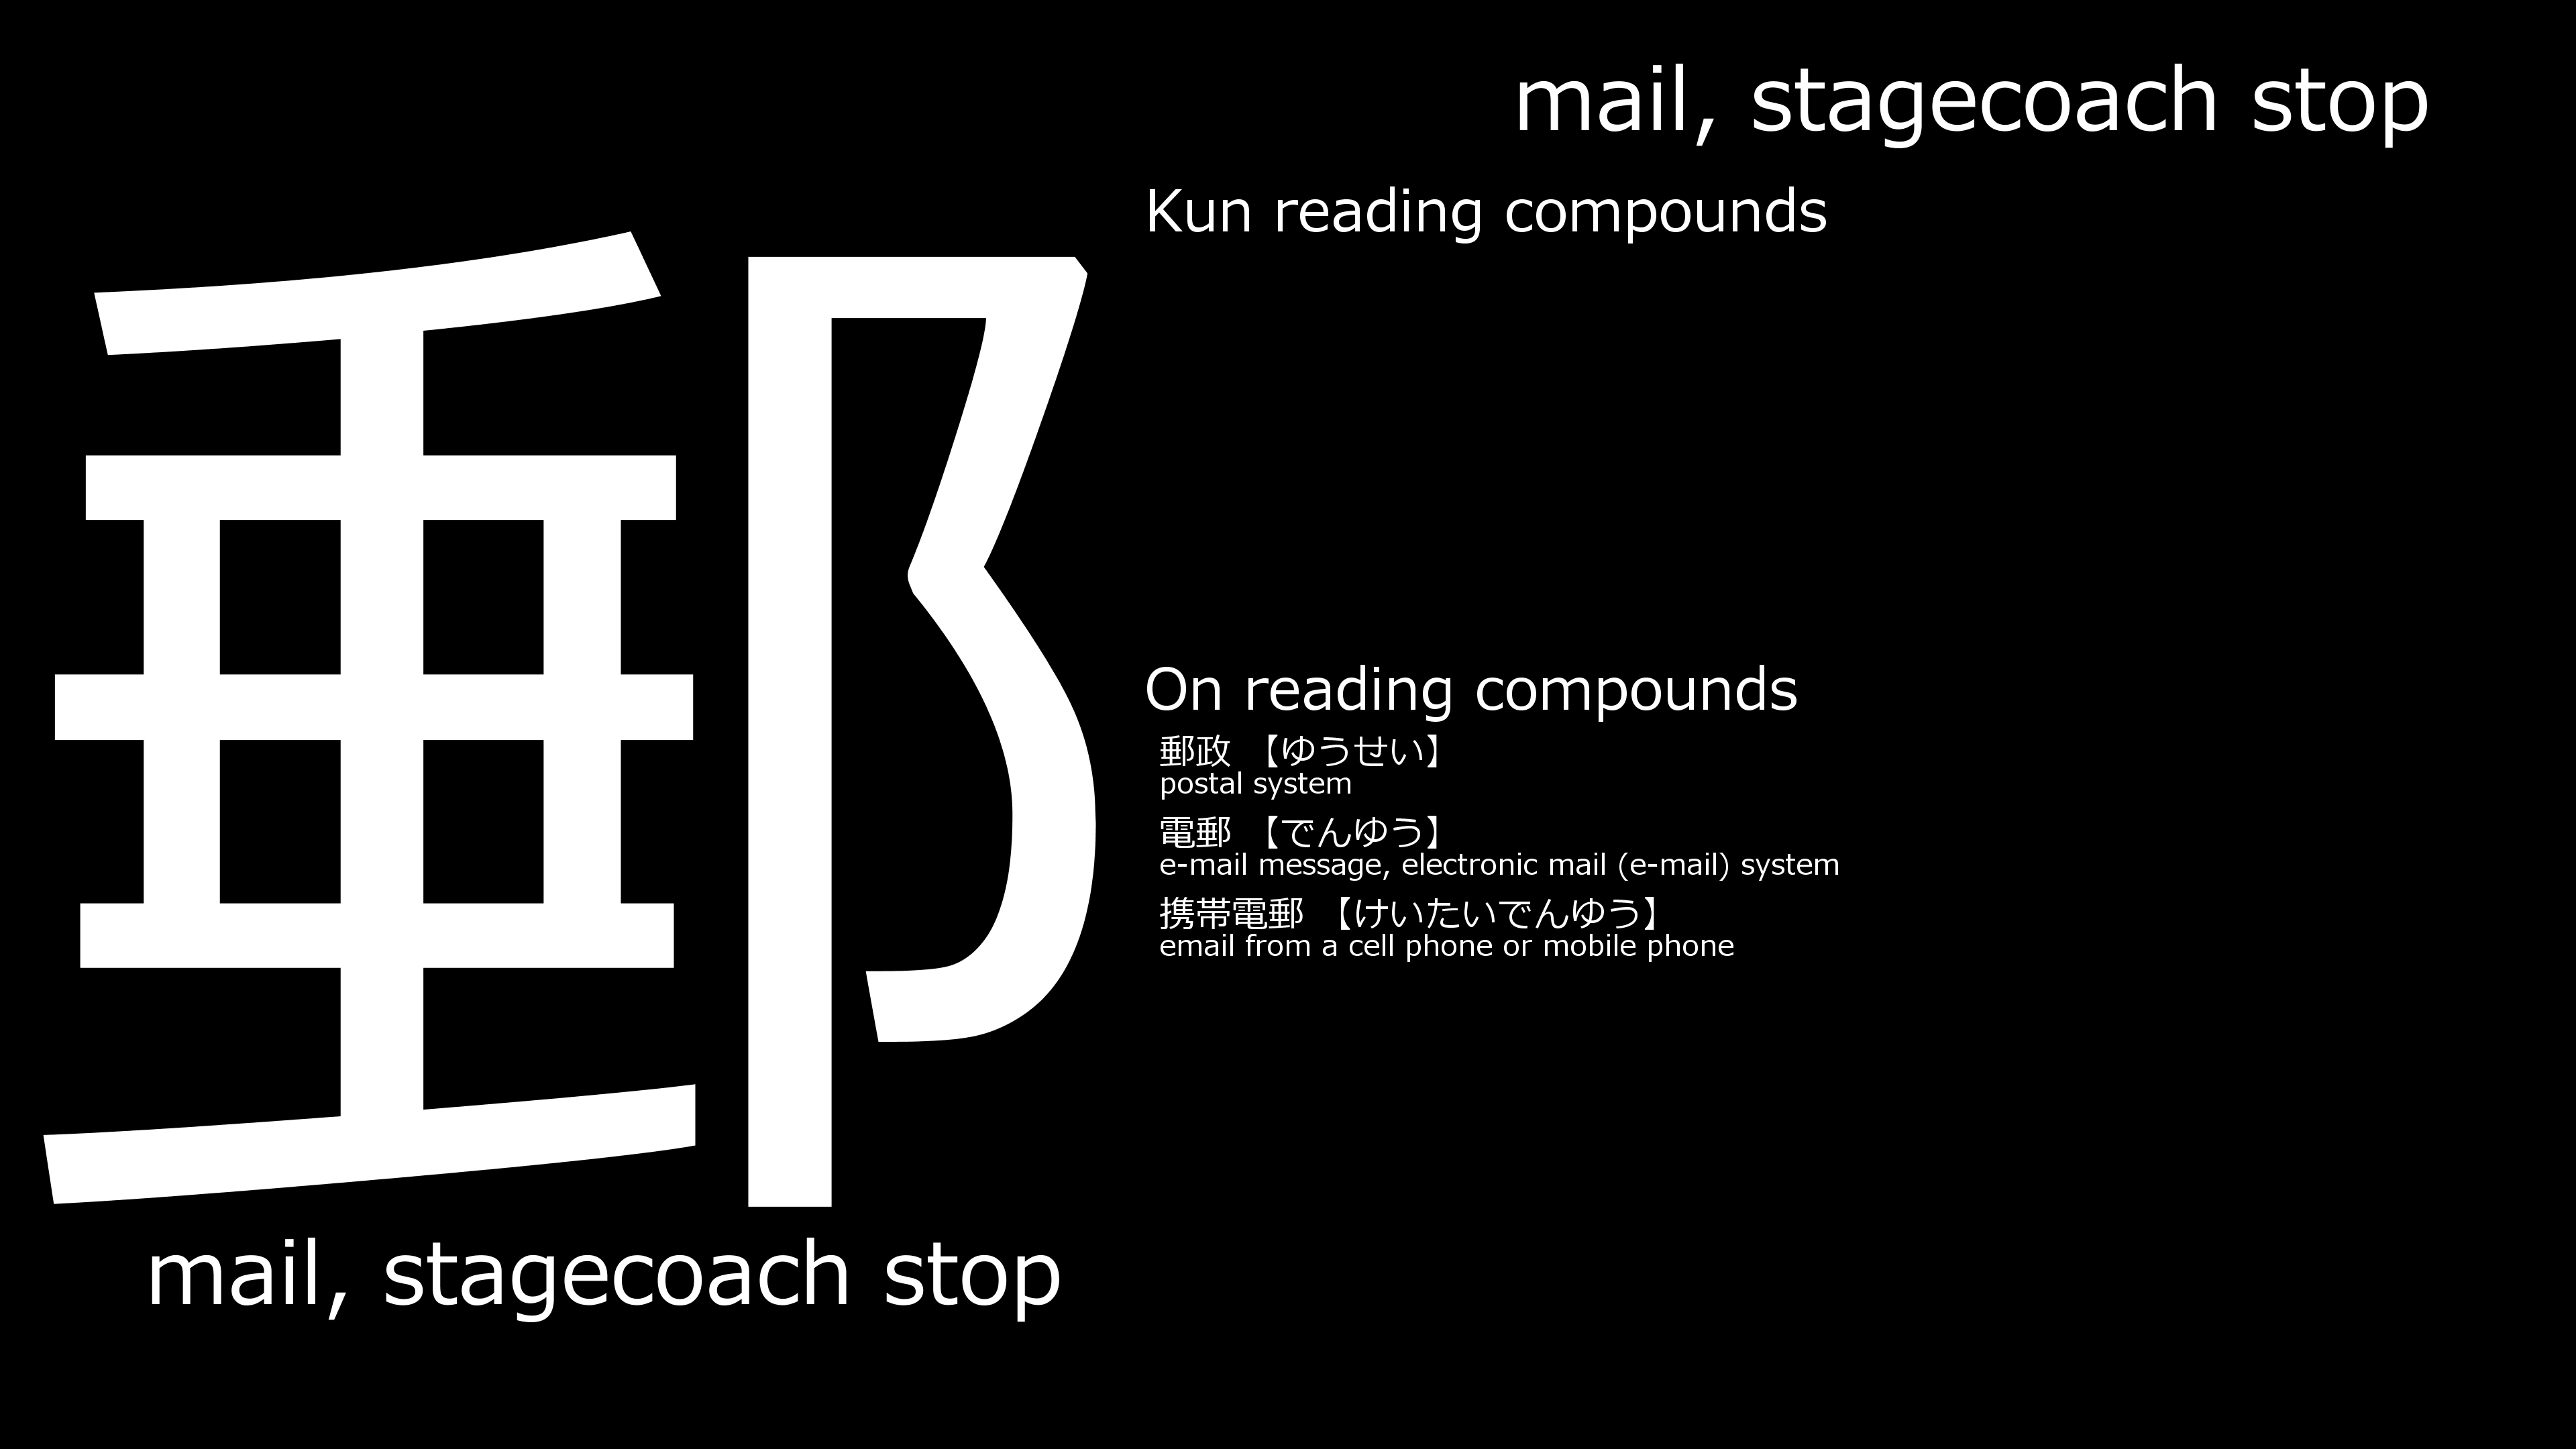 郵
mail, stagecoach stop
mail, stagecoach stop
Kun reading compounds
On reading compounds
郵政 【ゆうせい】
postal system
電郵 【でんゆう】
e-mail message, electronic mail (e-mail) system
携帯電郵 【けいたいでんゆう】
email from a cell phone or mobile phone